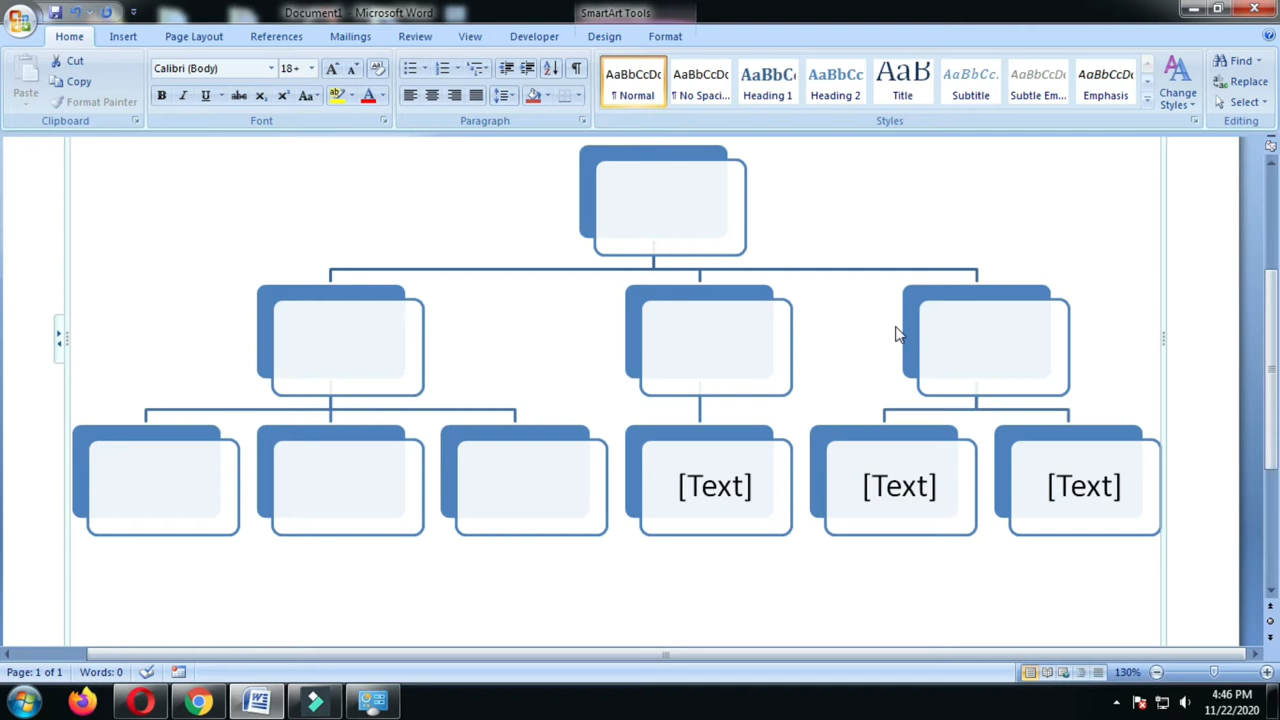 Document1 - Microsoft Word
SmartArt Tools
Home
Insert
Page Layout
References
Mailings
Review
View
Developer
Design
Format
Paste
Cut
Copy
Format Painter
Clipboard
Calibri (Body)
18+
Font
Paragraph
AaBbCcDc
¶ Normal
AaBbCcDc
¶ No Spaci...
AaBbCc
Heading 1
AaBbCc
Heading 2
AaB
Title
AaBbCc.
Subtitle
AaBbCcDc
Subtle Em...
AaBbCcDc
Emphasis
Change
Styles
Styles
Find
Replace
Select
Editing
[Text]
[Text]
[Text]
Page: 1 of 1
Words: 0
130%
4:46 PM
11/22/2020